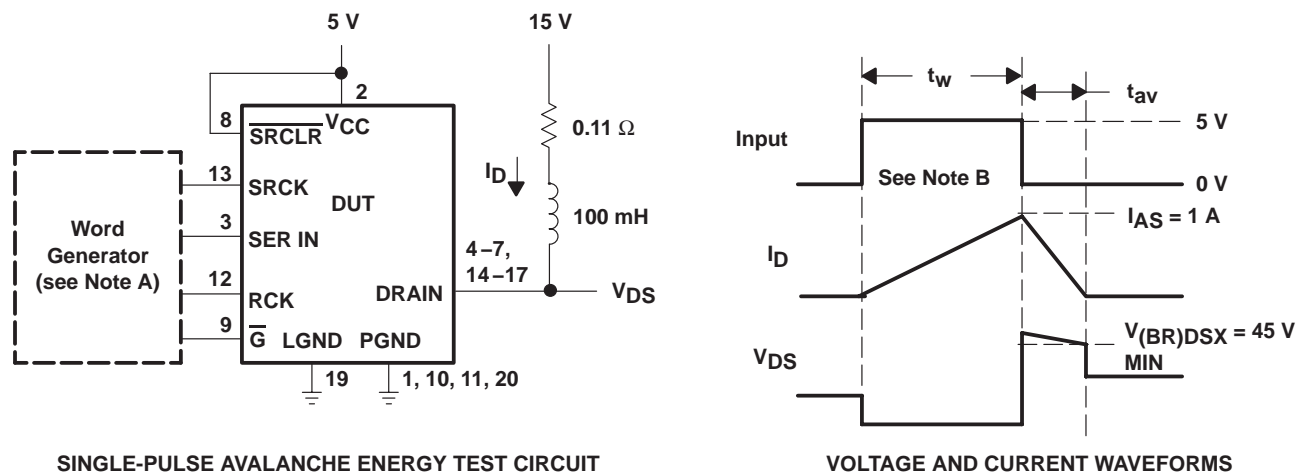 5 V
15 V
2
8
SRCLR
VCC
0.11 Ω
ID
13
SRCK
DUT
100 mH
Word
Generator
(see Note A)
3
SER IN
4–7,
14–17
12
RCK
DRAIN
VDS
9
G
LGND
PGND
19
1, 10, 11, 20
SINGLE-PULSE AVALANCHE ENERGY TEST CIRCUIT
tw
tav
Input
5 V
See Note B
0 V
IAS = 1 A
ID
V(BR)DSX = 45 V
MIN
VDS
VOLTAGE AND CURRENT WAVEFORMS